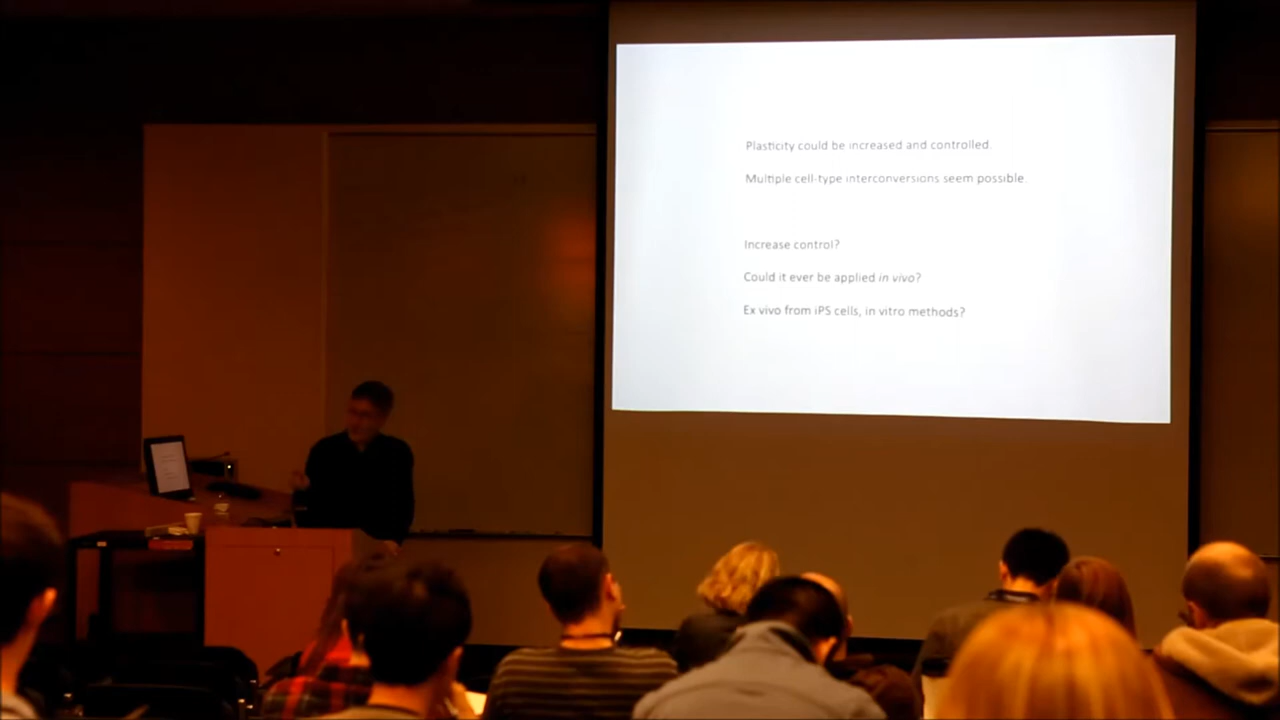 Plasticity could be increased and controlled.
Multiple cell-type interconversions seem possible.
Increase control?
Could it ever be applied in vivo?
Ex vivo from iPS cells, in vitro methods?